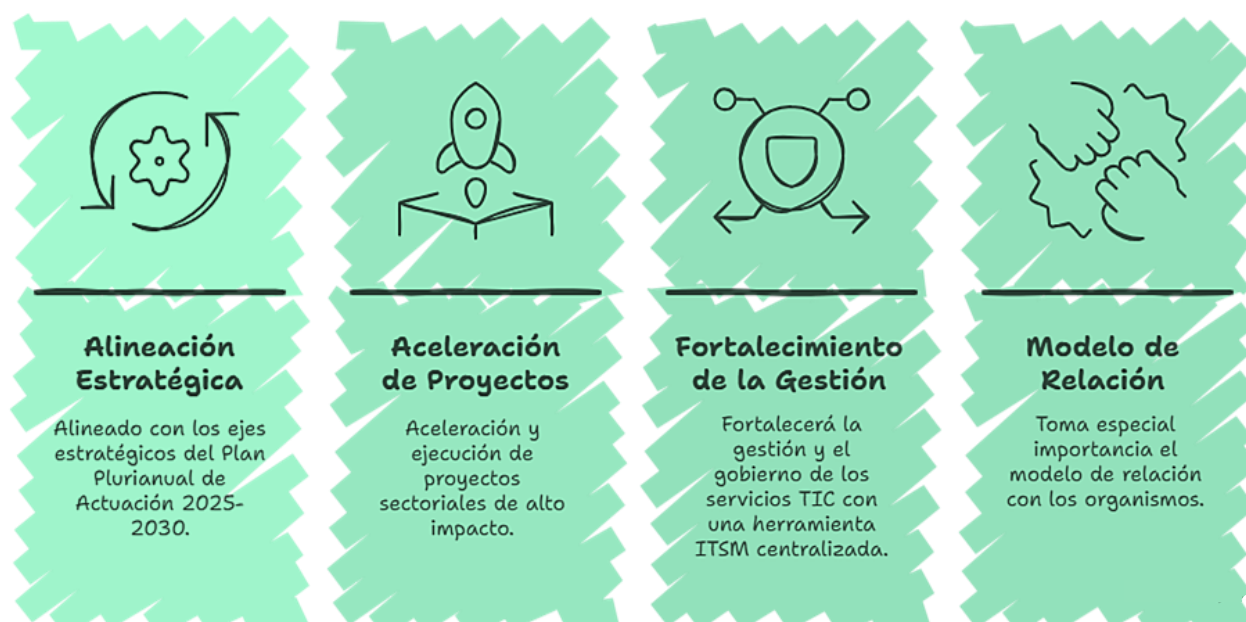 Alineación
Estratégica
Alineado con los ejes
estratégicos del Plan
Plurianual de
Actuación 2025-
2030.
Aceleración
de Proyectos
Aceleración y
ejecución de
proyectos
sectoriales de alto
impacto.
Fortalecimiento
de la Gestión
Fortalecerá la
gestión y el
gobierno de los
servicios TIC con
una herramienta
ITSM centralizada.
Modelo de
Relación
Toma especial
importancia el
modelo de relación
con los organismos.